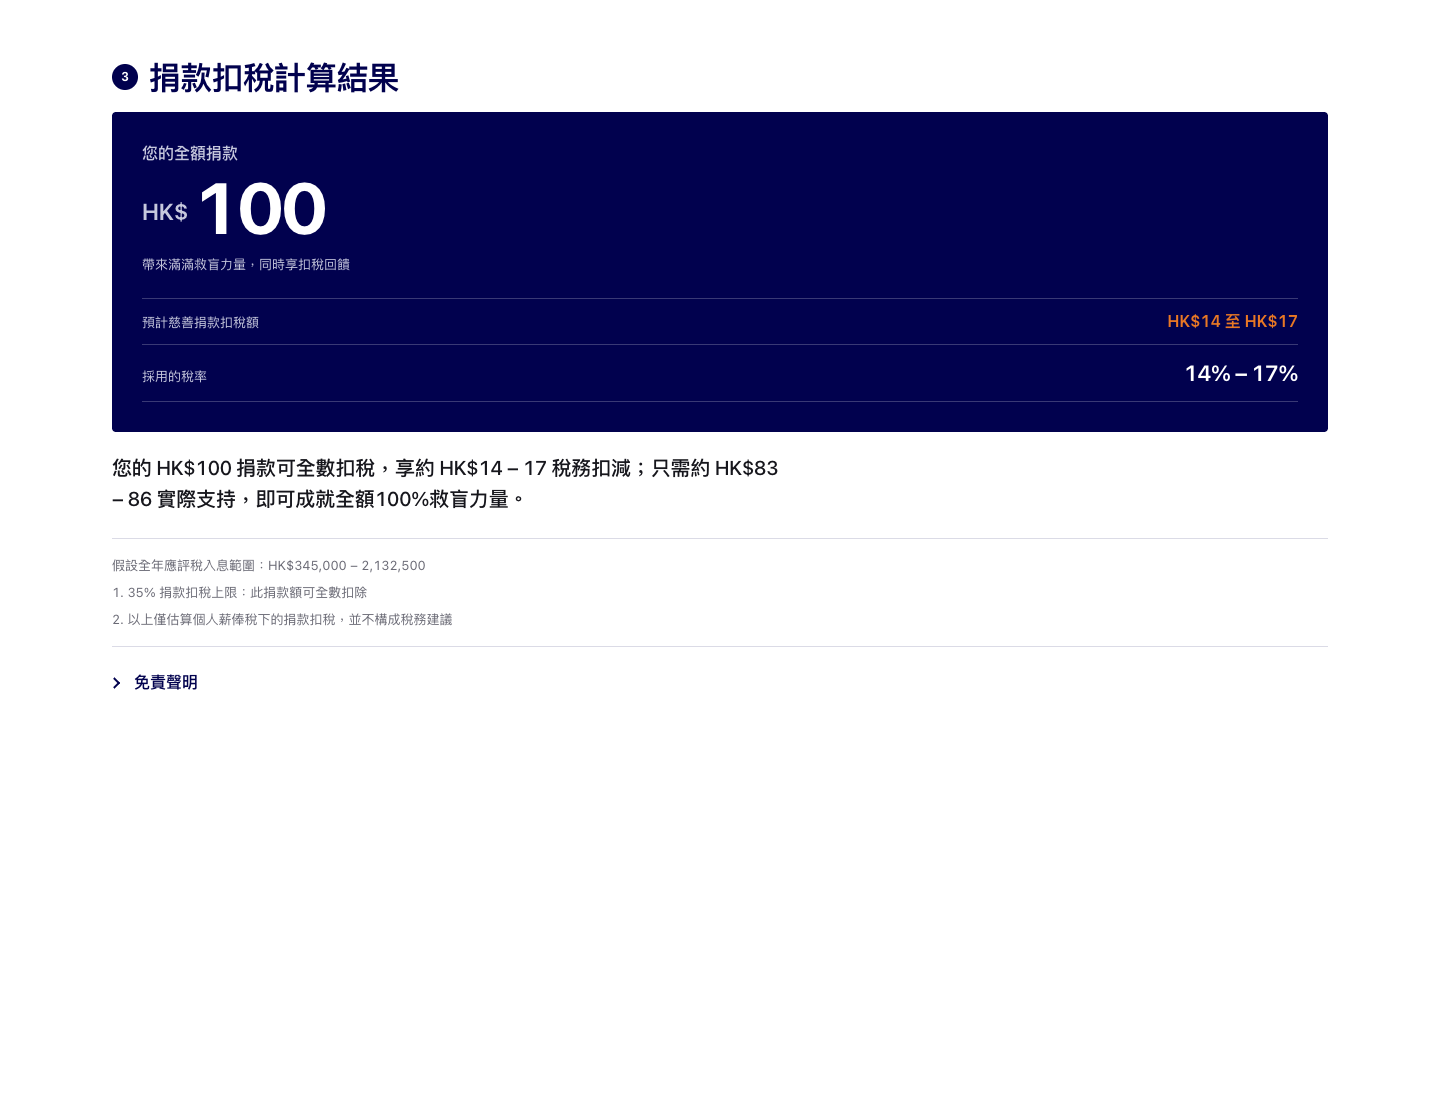 3 捐款扣稅計算結果
您的全額捐款
HK$ 100
帶來滿滿救盲力量，同時享扣稅回饋
預計慈善捐款扣稅額 HK$14 至 HK$17
採用的稅率 14% – 17%
您的 HK$100 捐款可全數扣稅，享約 HK$14 – 17 稅務扣減；只需約 HK$83
– 86 實際支持，即可成就全額100%救盲力量。
假設全年應評稅入息範圍：HK$345,000 – 2,132,500
1. 35% 捐款扣稅上限：此捐款額可全數扣除
2. 以上僅估算個人薪俸稅下的捐款扣稅，並不構成稅務建議
免責聲明